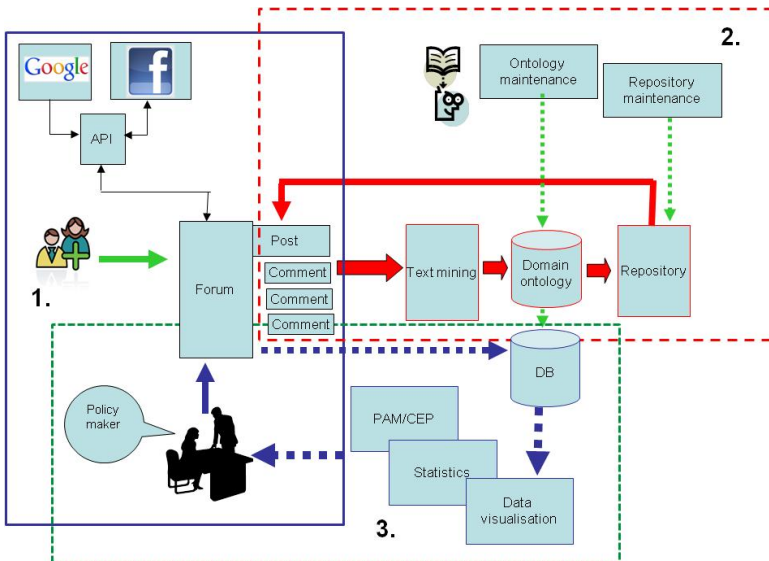 2.
Google
f
Ontology
maintenance
Repository
maintenance
API
Post
Forum
Comment
Comment
Comment
Text mining
Domain
ontology
Repository
1.
DB
Policy
maker
PAM/CEP
Statistics
Data
visualisation
3.